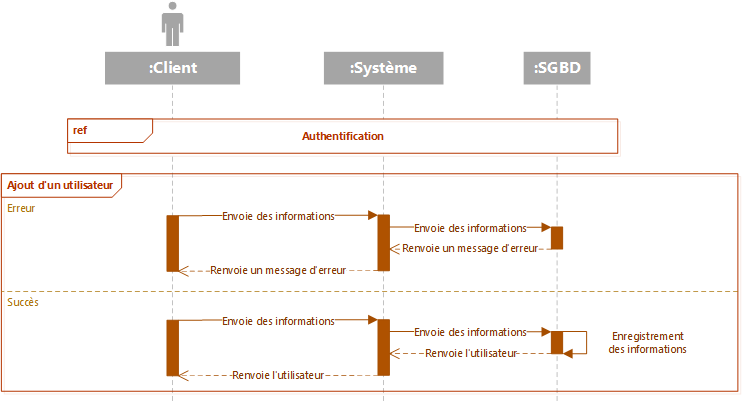 :Client
:Système
:SGBD
ref
Authentification
Ajout d'un utilisateur
Erreur
Envoie des informations
Envoie des informations
Renvoie un message d'erreur
Renvoie un message d'erreur
Succès
Envoie des informations
Envoie des informations
Enregistrement
des informations
Renvoie l'utilisateur
Renvoie l'utilisateur